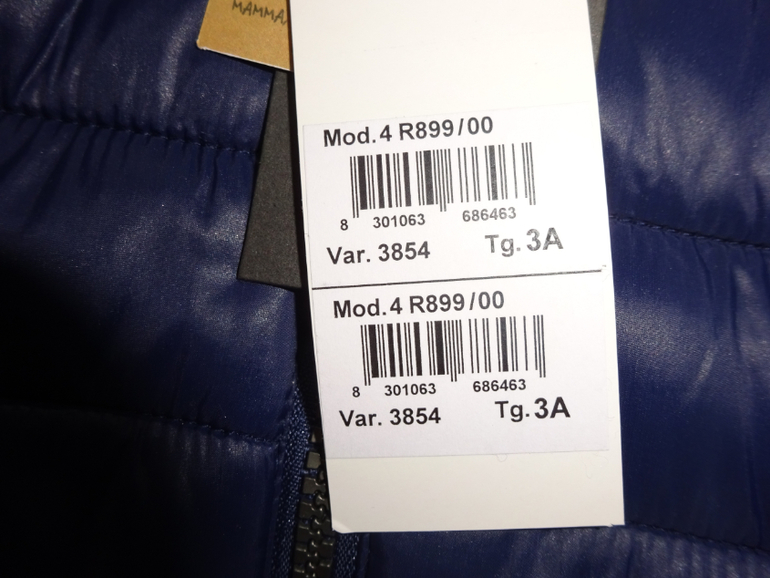 MAMMA
Mod. 4 R899/00
8 301063 686463
Var. 3854 Tg. 3A
Mod. 4 R899/00
8 301063 686463
Var. 3854 Tg. 3A